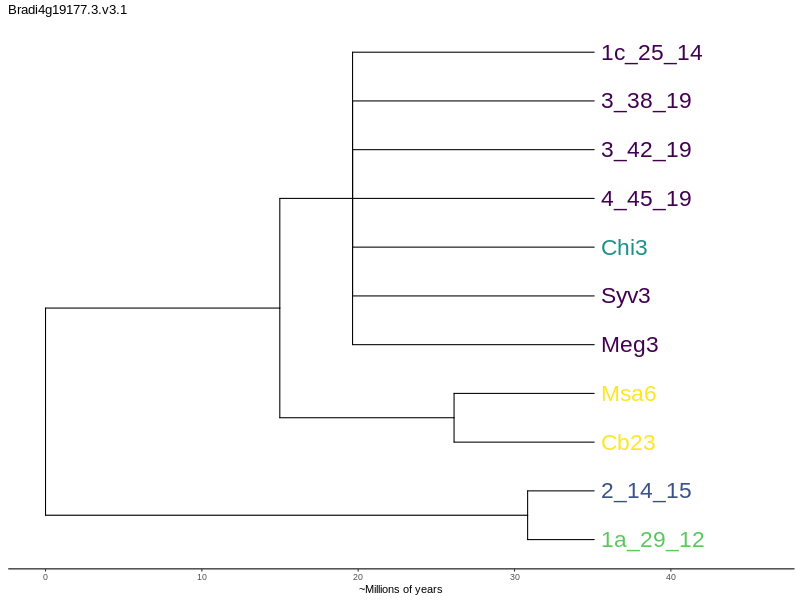 Bradi4g19177.3.v3.1
1c_25_14
3_38_19
3_42_19
4_45_19
Chi3
Syv3
Meg3
Msa6
Cb23
2_14_15
1a_29_12
0 10 20 30 40
~Millions of years